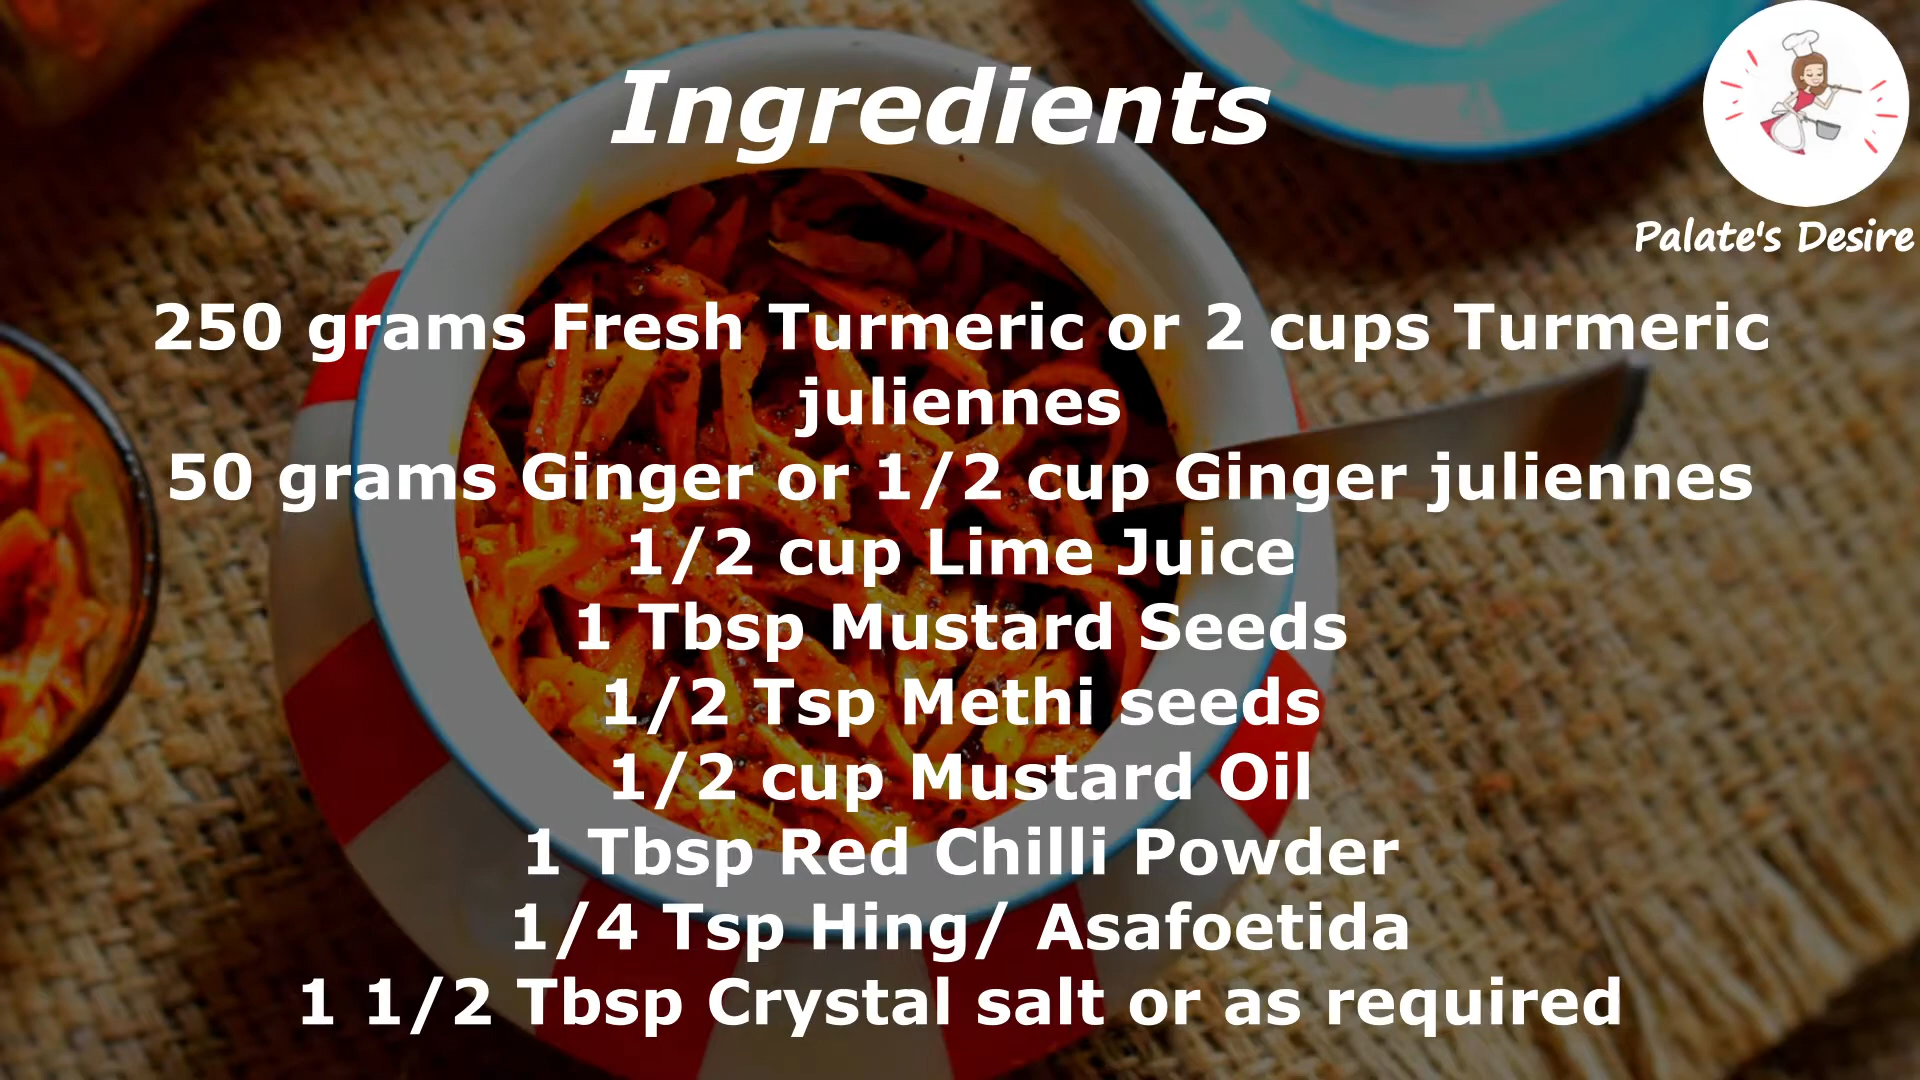 Ingredients
Palate's Desire
250 grams Fresh Turmeric or 2 cups Turmeric
juliennes
50 grams Ginger or 1/2 cup Ginger juliennes
1/2 cup Lime Juice
1 Tbsp Mustard Seeds
1/2 Tsp Methi seeds
1/2 cup Mustard Oil
1 Tbsp Red Chilli Powder
1/4 Tsp Hing/ Asafoetida
1 1/2 Tbsp Crystal salt or as required